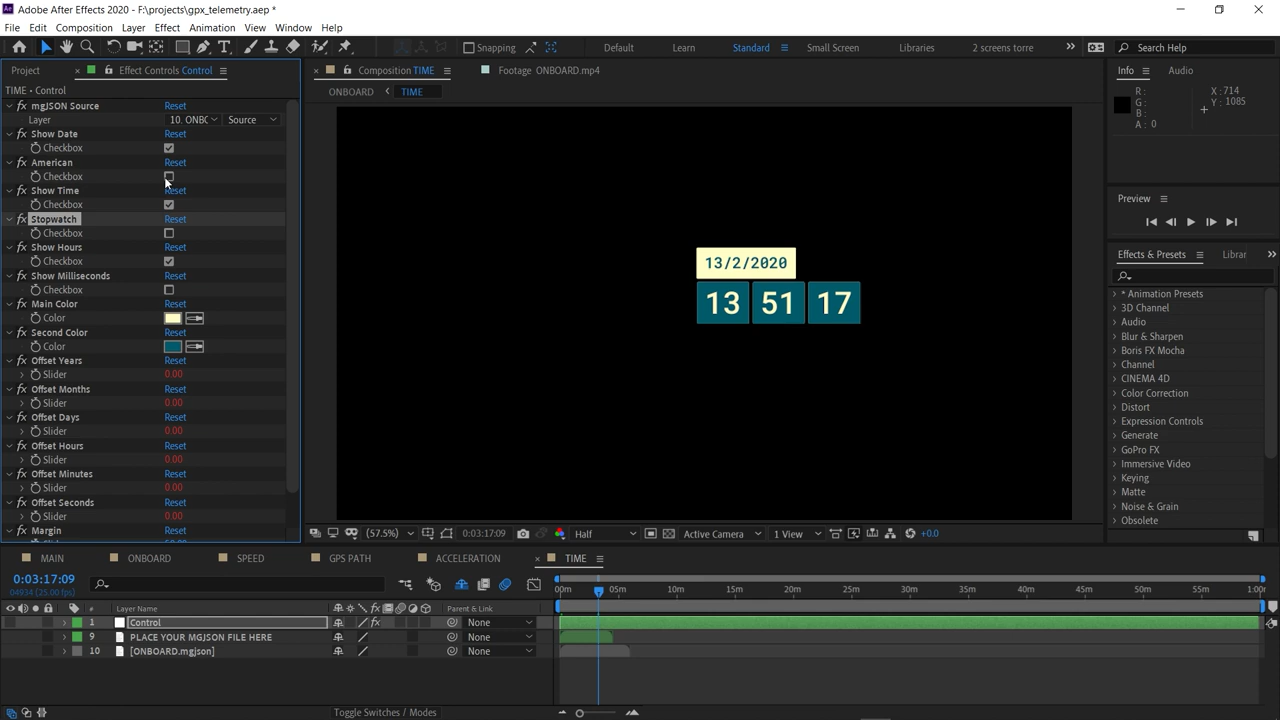 Adobe After Effects 2020 - F:\projects\gpx_telemetry.aep *
File Edit Composition Layer Effect Animation View Window Help
Snapping Default Learn Standard Small Screen Libraries 2 screens torre Search Help
Project Effect Controls Control
TIME • Control
mgJSON Source Reset
Layer 10. ONBC Source
Show Date Reset
Checkbox
American Reset
Checkbox
Show Time Reset
Checkbox
Stopwatch Reset
Checkbox
Show Hours Reset
Checkbox
Show Milliseconds Reset
Checkbox
Main Color Reset
Color
Second Color Reset
Color
Offset Years Reset
Slider 0.00
Offset Months Reset
Slider 0.00
Offset Days Reset
Slider 0.00
Offset Hours Reset
Slider 0.00
Offset Minutes Reset
Slider 0.00
Offset Seconds Reset
Slider 0.00
Margin Reset
Composition TIME Footage ONBOARD.mp4
ONBOARD TIME
13/2/2020
13 51 17
(57.5%) 0:03:17:09 Half Active Camera 1 View +0.0
Info Audio
R: X: 714
G: Y: 1085
B:
A: 0
Preview
Effects & Presets Librar
* Animation Presets
3D Channel
Audio
Blur & Sharpen
Boris FX Mocha
Channel
CINEMA 4D
Color Correction
Distort
Expression Controls
Generate
GoPro FX
Immersive Video
Keying
Matte
Noise & Grain
Obsolete
MAIN ONBOARD SPEED GPS PATH ACCELERATION TIME
0:03:17:09
04934 (25.00 fps)
00m 05m 10m 15m 20m 25m 30m 35m 40m 45m 50m 55m 1:00
# Layer Name Parent & Link
1 Control None
9 PLACE YOUR MGJSON FILE HERE None
10 [ONBOARD.mgjson] None
Toggle Switches / Modes